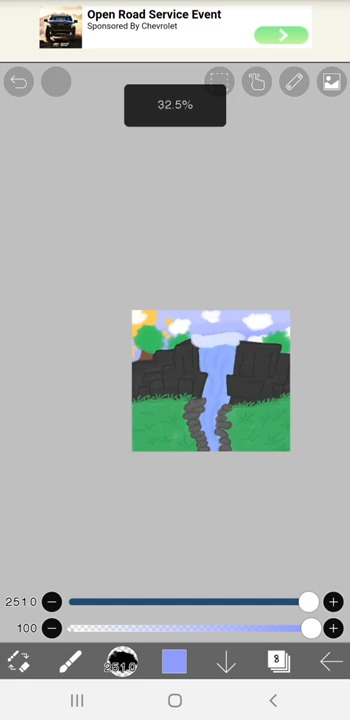 Open Road Service Event
Sponsored By Chevrolet
32.5%
2510
100
2510
8